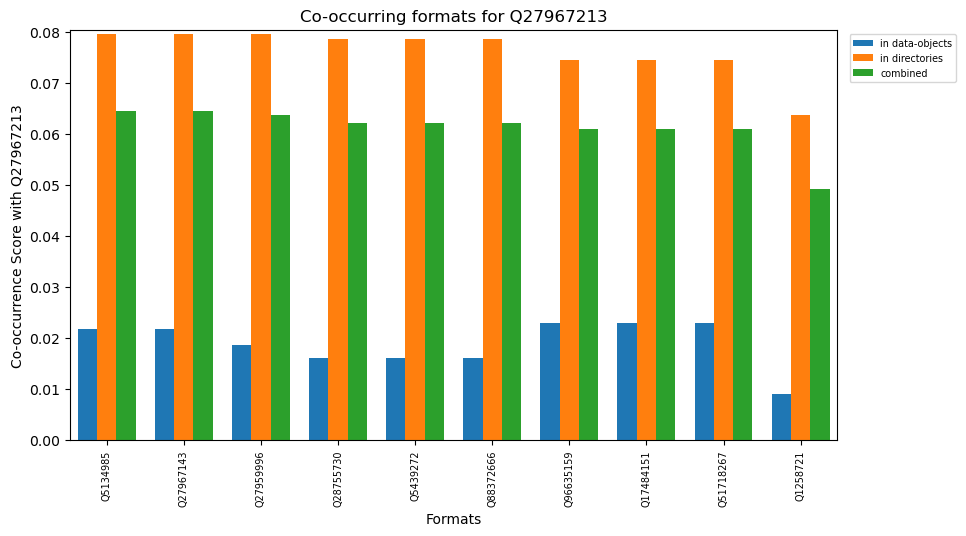 Co-occurring formats for Q27967213
in data-objects
in directories
combined
Co-occurrence Score with Q27967213
0.08
0.07
0.06
0.05
0.04
0.03
0.02
0.01
0.00
Q5134985
Q27967143
Q27959996
Q28755730
Q5439272
Q88372666
Q96635159
Q17484151
Q51718267
Q1258721
Formats